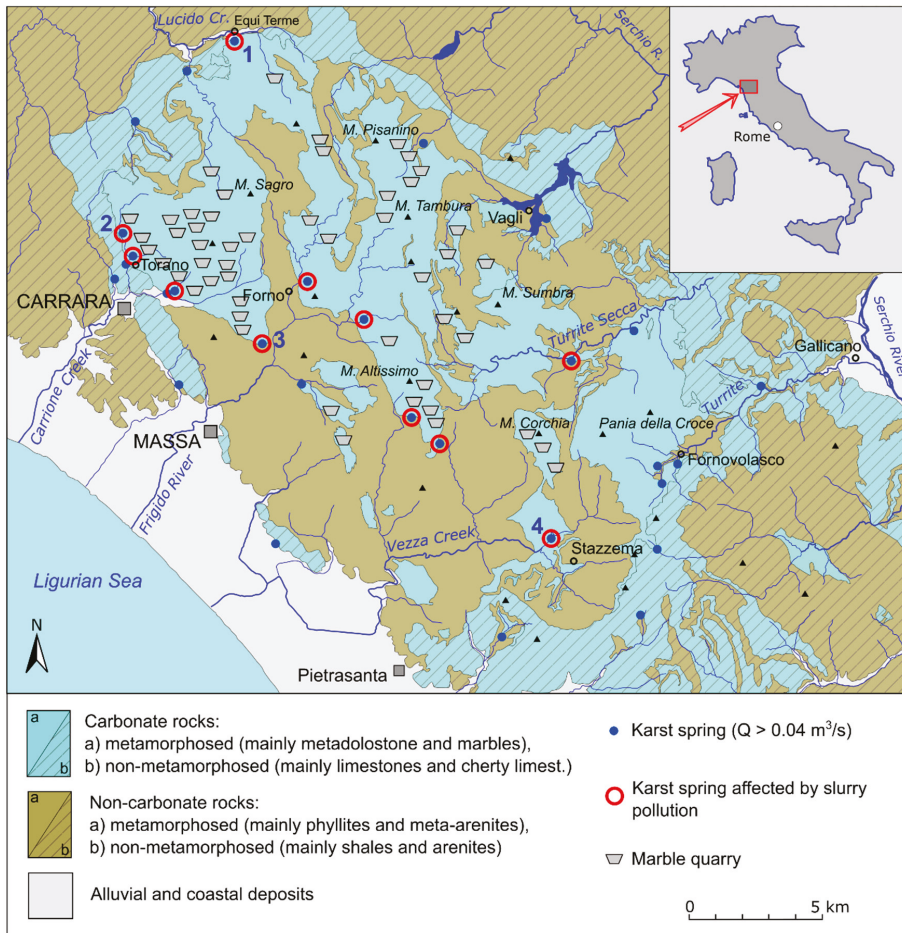 Lucido Cr.
Equi Terme
1
Serchio R.
Rome
M. Pisanino
M. Sagro
M. Tambura
Vagli
2
Torano
CARRARA
Forno
M. Sumbra
3
Turrite Secca
Serchio River
Gallicano
Carrione Creek
M. Altissimo
Turrite
MASSA
M. Corchia
Pania della Croce
Fornovolasco
Frigido River
4
Vezza Creek
Stazzema
Ligurian Sea
N
Pietrasanta
a
b
Carbonate rocks:
a) metamorphosed (mainly metadolostone and marbles),
b) non-metamorphosed (mainly limestones and cherty limest.)
a
b
Non-carbonate rocks:
a) metamorphosed (mainly phyllites and meta-arenites),
b) non-metamorphosed (mainly shales and arenites)
Alluvial and coastal deposits
Karst spring (Q > 0.04 m³/s)
Karst spring affected by slurry
pollution
Marble quarry
0 5 km